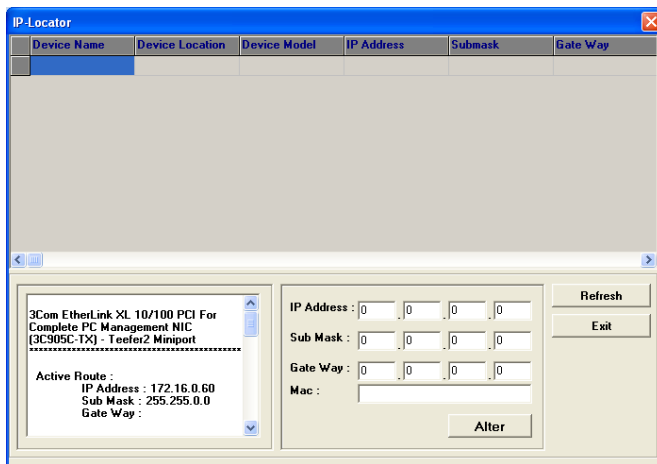 IP-Locator
Device Name Device Location Device Model IP Address Submask Gate Way
3Com EtherLink XL 10/100 PCI For
Complete PC Management NIC
(3C905C-TX) - Teefer2 Miniport
******************************************
Active Route :
IP Address : 172.16.0.60
Sub Mask : 255.255.0.0
Gate Way :
IP Address : 0 . 0 . 0 . 0
Sub Mask : 0 . 0 . 0 . 0
Gate Way : 0 . 0 . 0 . 0
Mac :
Alter
Refresh
Exit